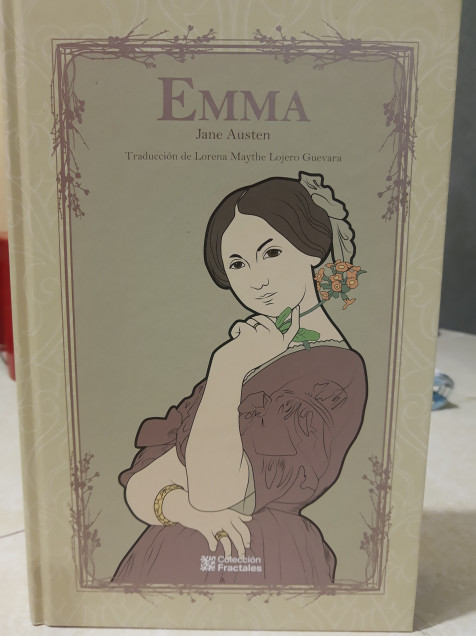 EMMA
Jane Austen
Traducción de Lorena Maythe Lojero Guevara
Colección
Fractales